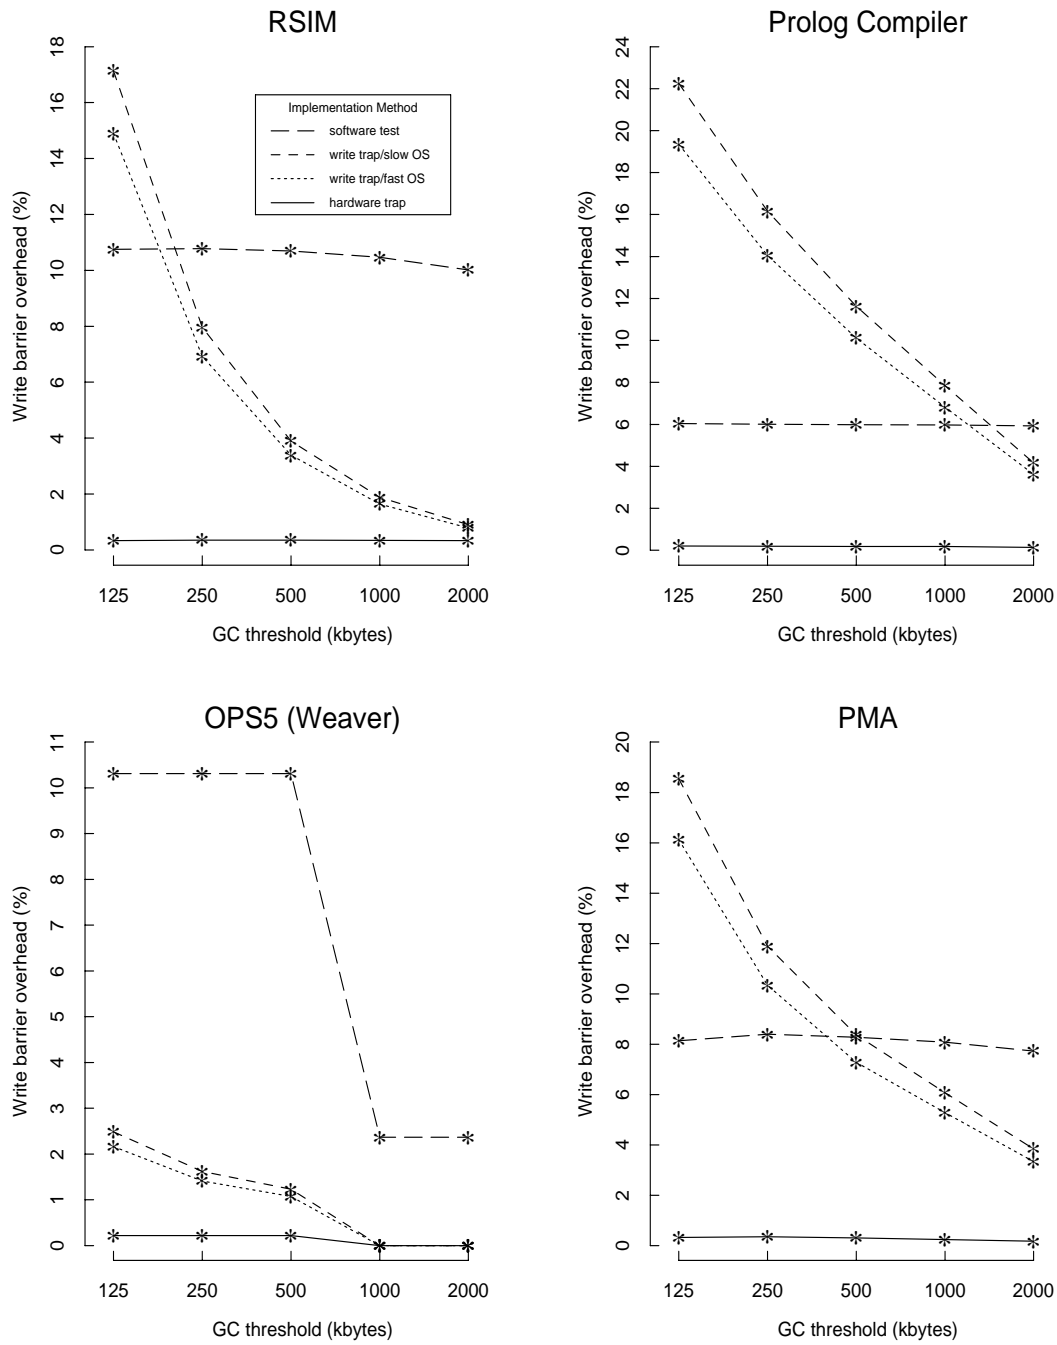 RSIM
18
16
14
12
10
8
6
4
2
0
Write barrier overhead (%)
Implementation Method
software test
write trap/slow OS
write trap/fast OS
hardware trap
125 250 500 1000 2000
GC threshold (kbytes)
Prolog Compiler
24
22
20
18
16
14
12
10
8
6
4
2
0
Write barrier overhead (%)
125 250 500 1000 2000
GC threshold (kbytes)
OPS5 (Weaver)
11
10
9
8
7
6
5
4
3
2
1
0
Write barrier overhead (%)
125 250 500 1000 2000
GC threshold (kbytes)
PMA
20
18
16
14
12
10
8
6
4
2
0
Write barrier overhead (%)
125 250 500 1000 2000
GC threshold (kbytes)